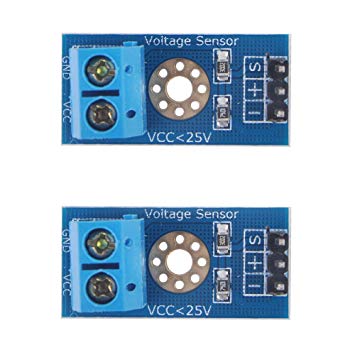 Voltage Sensor
GND
VCC
S
+
−
VCC<25V
Voltage Sensor
GND
VCC
S
+
−
VCC<25V